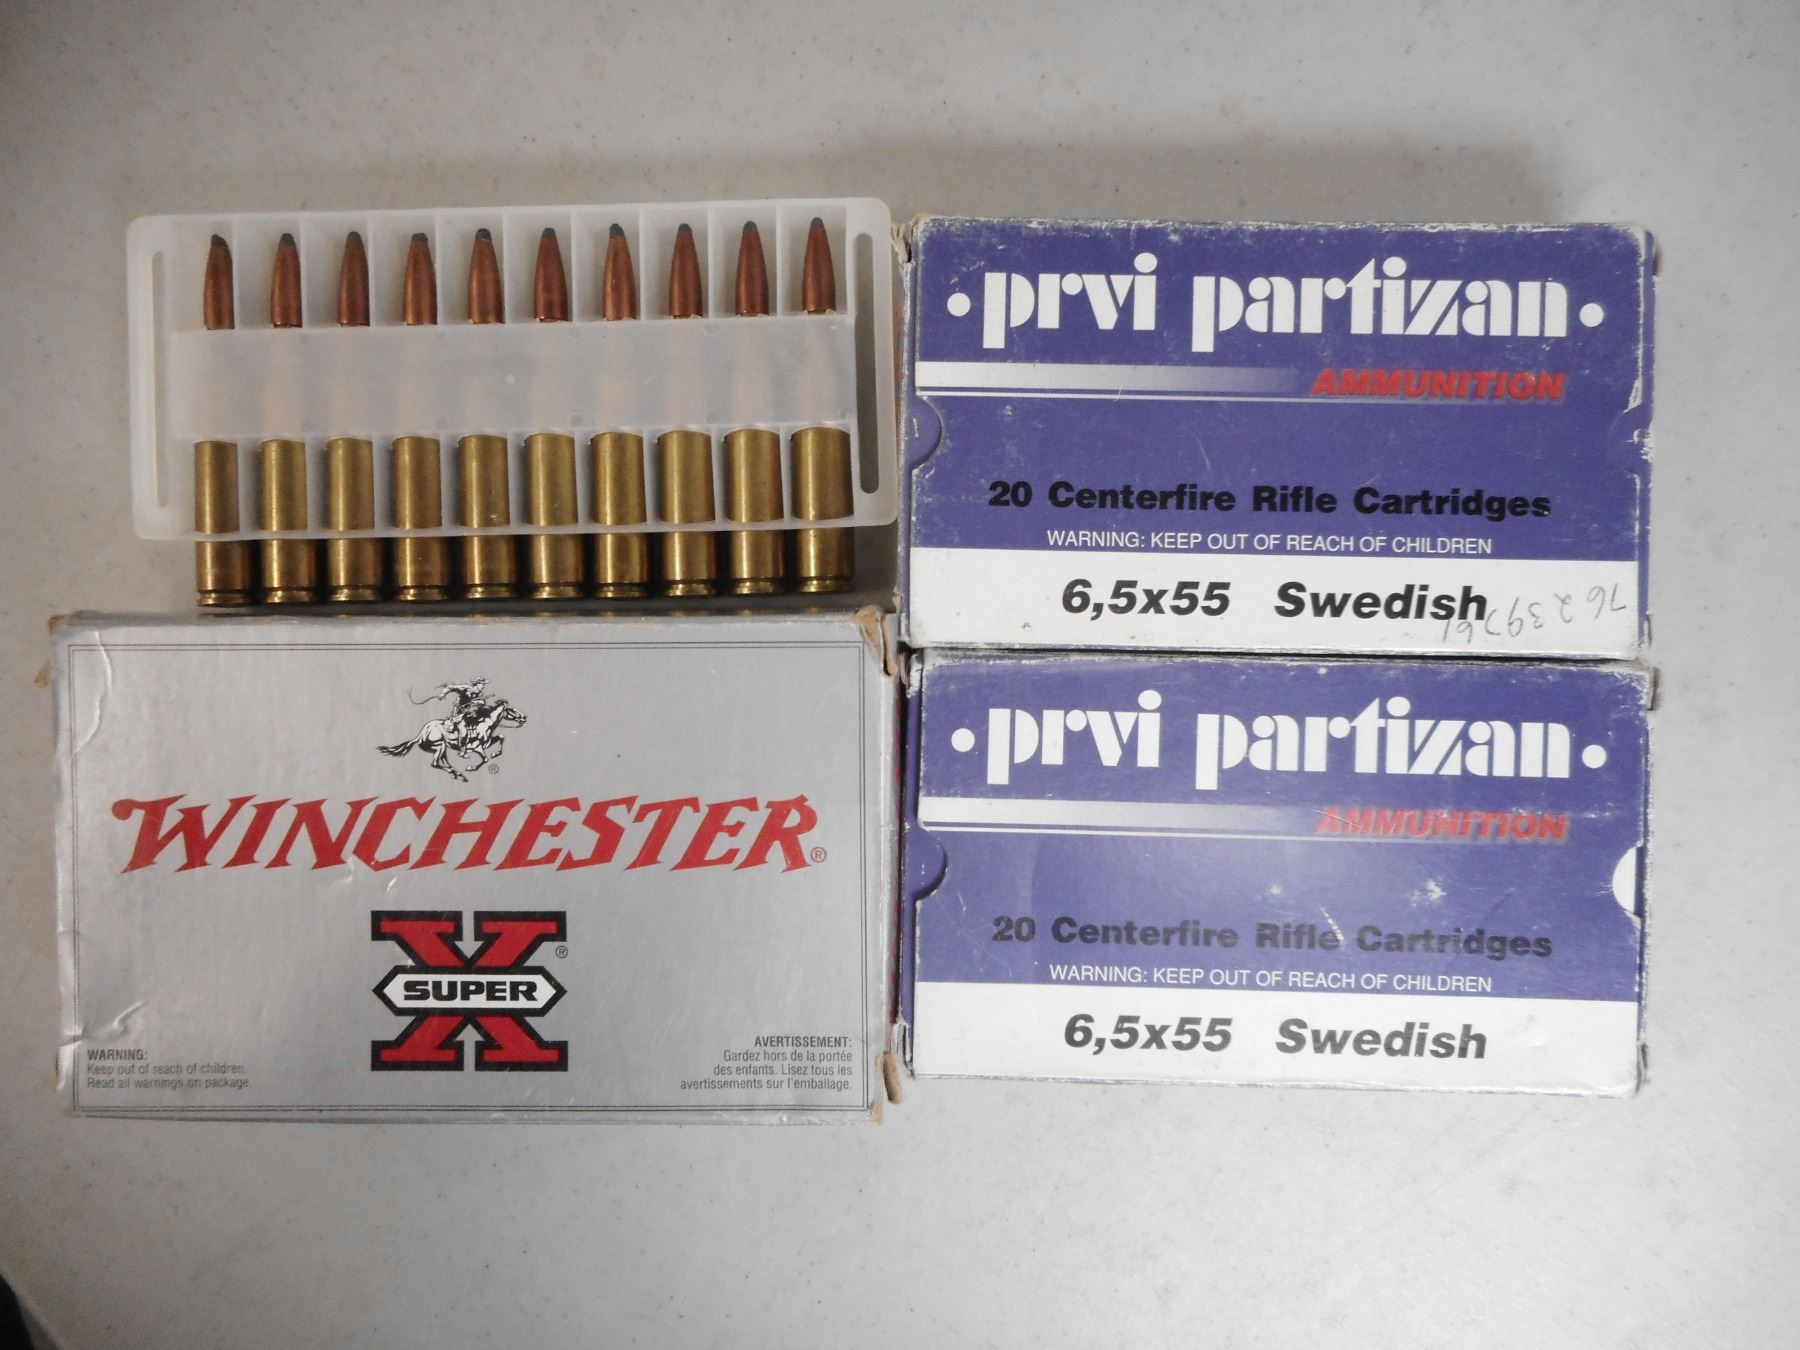 WINCHESTER®
®
X®
SUPER
WARNING:
Keep out of reach of children.
Read all warnings on package.
AVERTISSEMENT:
Gardez hors de la portée
des enfants. Lisez tous les
avertissements sur l'emballage.
• prvi partizan •
AMMUNITION
20 Centerfire Rifle Cartridges
WARNING: KEEP OUT OF REACH OF CHILDREN
6,5x55 Swedish
• prvi partizan •
AMMUNITION
20 Centerfire Rifle Cartridges
WARNING: KEEP OUT OF REACH OF CHILDREN
6,5x55 Swedish